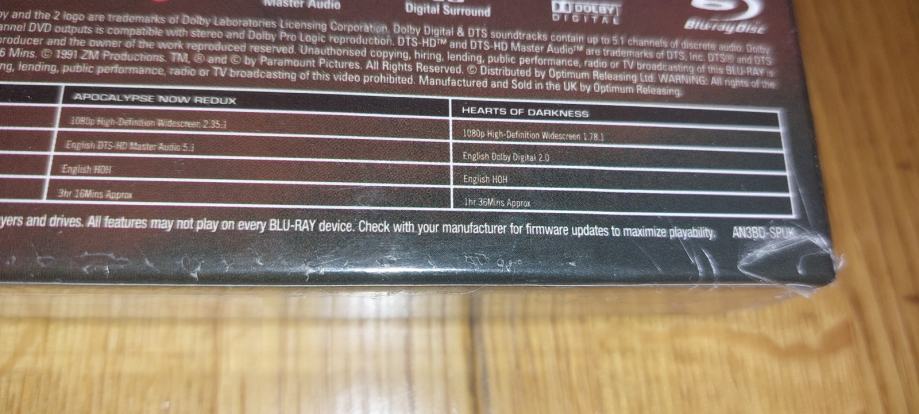 Master Audio
Digital Surround
DOLBY
DIGITAL
Blu-ray Disc
by and the 2 logo are trademarks of Dolby Laboratories Licensing Corporation. Dolby Digital & DTS soundtracks contain up to 5.1 channels of discrete audio. Dolby
annel DVD outputs is compatible with stereo and Dolby Pro Logic reproduction. DTS-HD™ and DTS-HD Master Audio™ are trademarks of DTS, Inc. DTS® and DTS
roducer and the owner of the work reproduced reserved. Unauthorised copying, hiring, lending, public performance, radio or TV broadcasting of this BLU-RAY is
6 Mins. © 1991 ZM Productions. TM, ® and © by Paramount Pictures. All Rights Reserved. © Distributed by Optimum Releasing Ltd. WARNING: All rights of the
ng, lending, public performance, radio or TV broadcasting of this video prohibited. Manufactured and Sold in the UK by Optimum Releasing.
APOCALYPSE NOW REDUX
HEARTS OF DARKNESS
1080p High-Definition Widescreen 2.35:1
1080p High-Definition Widescreen 1.78:1
English DTS-HD Master Audio 5.1
English Dolby Digital 2.0
English HOH
English HOH
3hr 16Mins Approx
1hr 36Mins Approx
yers and drives. All features may not play on every BLU-RAY device. Check with your manufacturer for firmware updates to maximize playability. AN3BD-SPUK